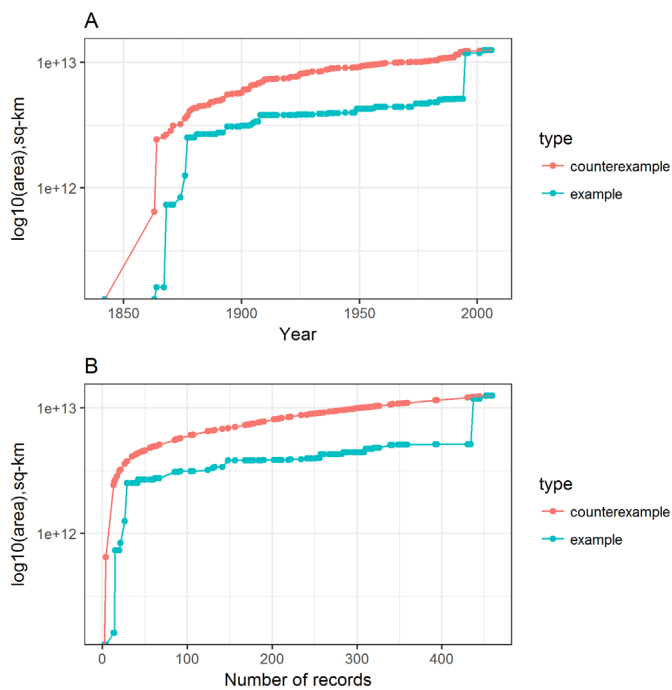 A
1e+13
1e+12
log10(area),sq-km
1850
1900
1950
2000
Year
type
counterexample
example
B
1e+13
1e+12
log10(area),sq-km
0
100
200
300
400
Number of records
type
counterexample
example